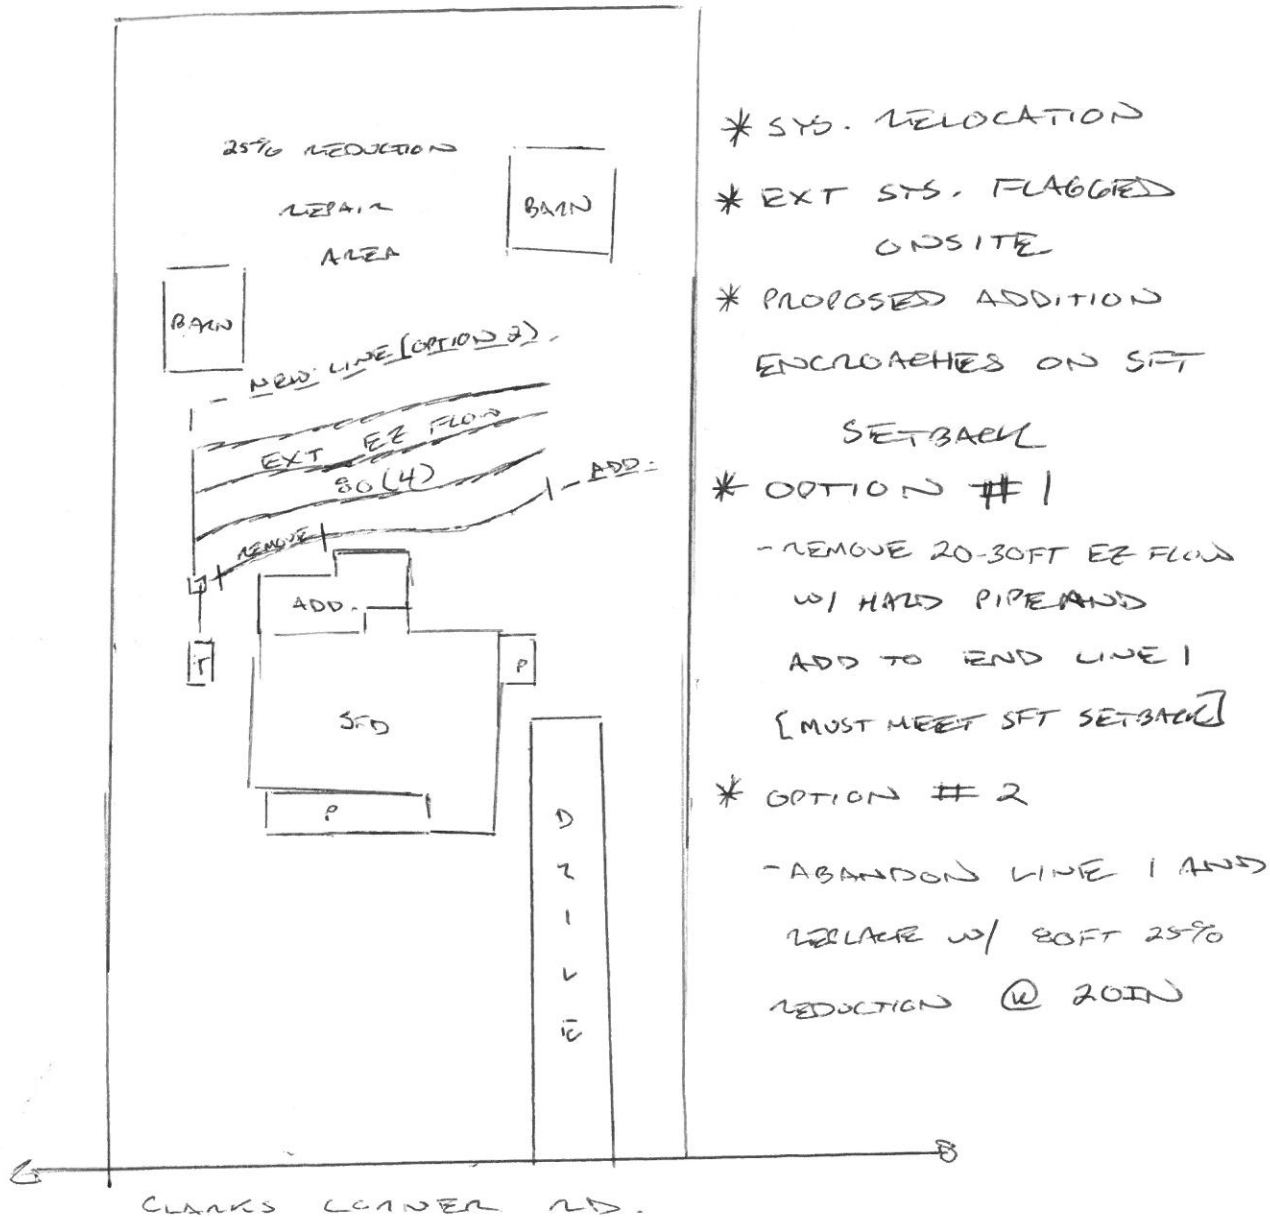 25% REDUCTION
REPAIR
AREA
BARN
BARN
NEW LINE [OPTION 2]
EXT EZ FLOW
80(4)
ADD.
REMOVE
ADD.
T
P
SFD
P
DRIVE
CLARKS CORNER RD.
* SYS. RELOCATION
* EXT SYS. FLAGGED
ONSITE
* PROPOSED ADDITION
ENCROACHES ON 5FT
SETBACK
* OPTION #1
- REMOVE 20-30FT EZ FLOW
W/ HARD PIPE AND
ADD TO END LINE 1
[MUST MEET 5FT SETBACK]
* OPTION # 2
- ABANDON LINE 1 AND
REPLACE W/ 80FT 25%
REDUCTION @ 20IN